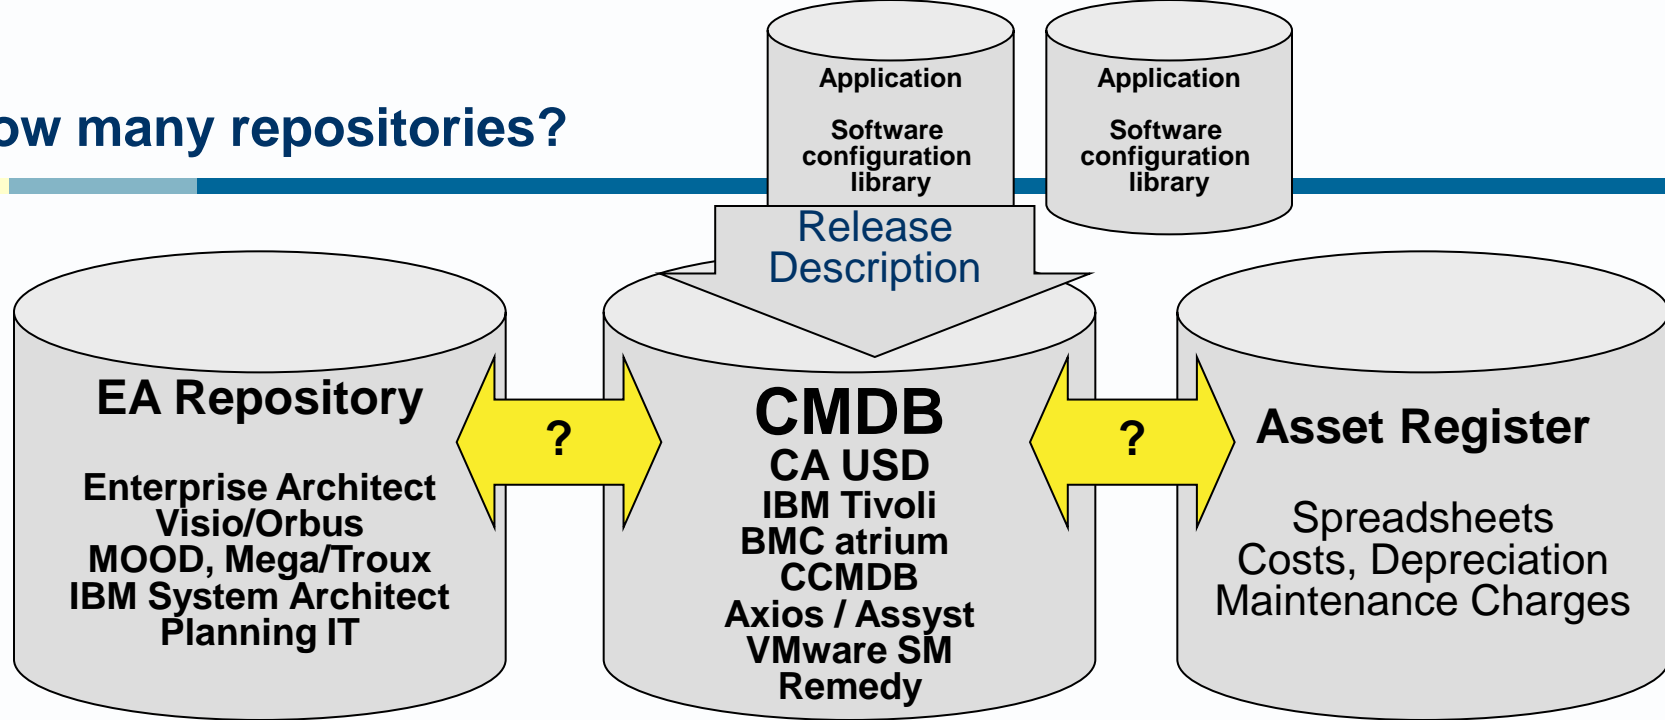 ow many repositories?
Application
Software
configuration
library
Application
Software
configuration
library
Release
Description
EA Repository
Enterprise Architect
Visio/Orbus
MOOD, Mega/Troux
IBM System Architect
Planning IT
?
CMDB
CA USD
IBM Tivoli
BMC atrium
CCMDB
Axios / Assyst
VMware SM
Remedy
?
Asset Register
Spreadsheets
Costs, Depreciation
Maintenance Charges